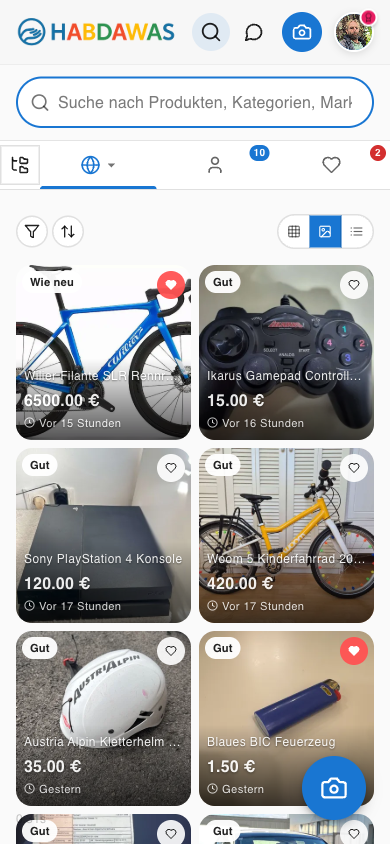 HABDAWAS
Suche nach Produkten, Kategorien, Mark
10
2
Wie neu
Wilier Filante SLR Rennr...
6500.00 €
Vor 15 Stunden
Gut
Ikarus Gamepad Controll...
15.00 €
Vor 16 Stunden
Gut
Sony PlayStation 4 Konsole
120.00 €
Vor 17 Stunden
Gut
Woom 5 Kinderfahrrad 20...
420.00 €
Vor 17 Stunden
Gut
AUSTRIALPIN
Austria Alpin Kletterhelm ...
35.00 €
Gestern
Gut
Blaues BIC Feuerzeug
1.50 €
Gestern
Gut
Gut